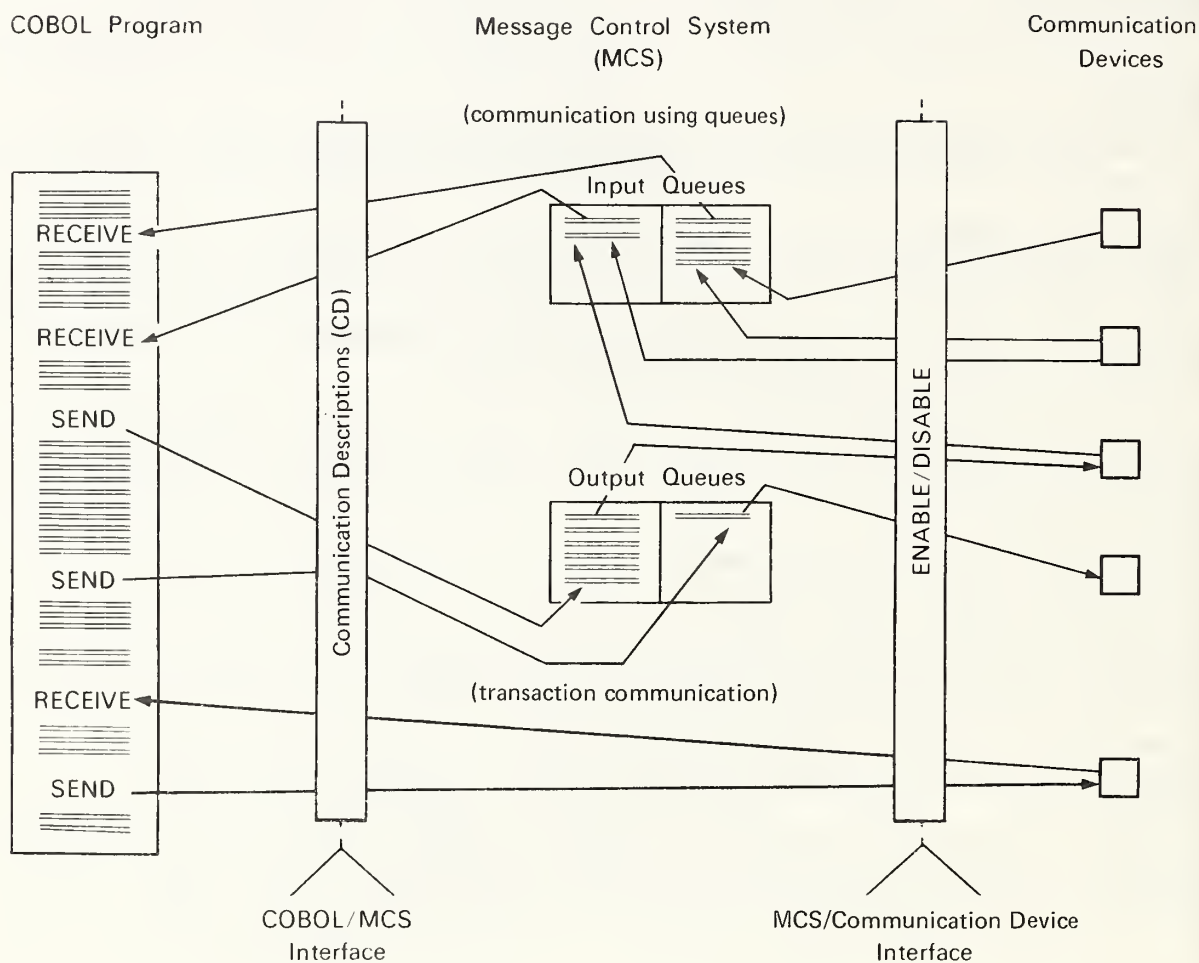 COBOL Program
Message Control System
(MCS)
Communication
Devices
(communication using queues)
Input Queues
RECEIVE
RECEIVE
SEND
Communication Descriptions (CD)
ENABLE/DISABLE
Output Queues
SEND
(transaction communication)
RECEIVE
SEND
COBOL/MCS
Interface
MCS/Communication Device
Interface